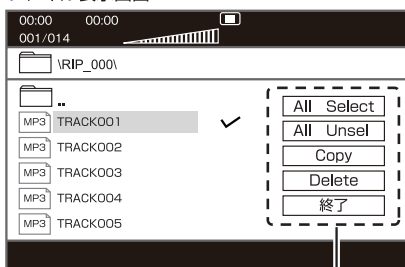 00:00 00:00
001/014
\RIP_000\
..
MP3 TRACK001
MP3 TRACK002
MP3 TRACK003
MP3 TRACK004
MP3 TRACK005
All Select
All Unsel
Copy
Delete
終了